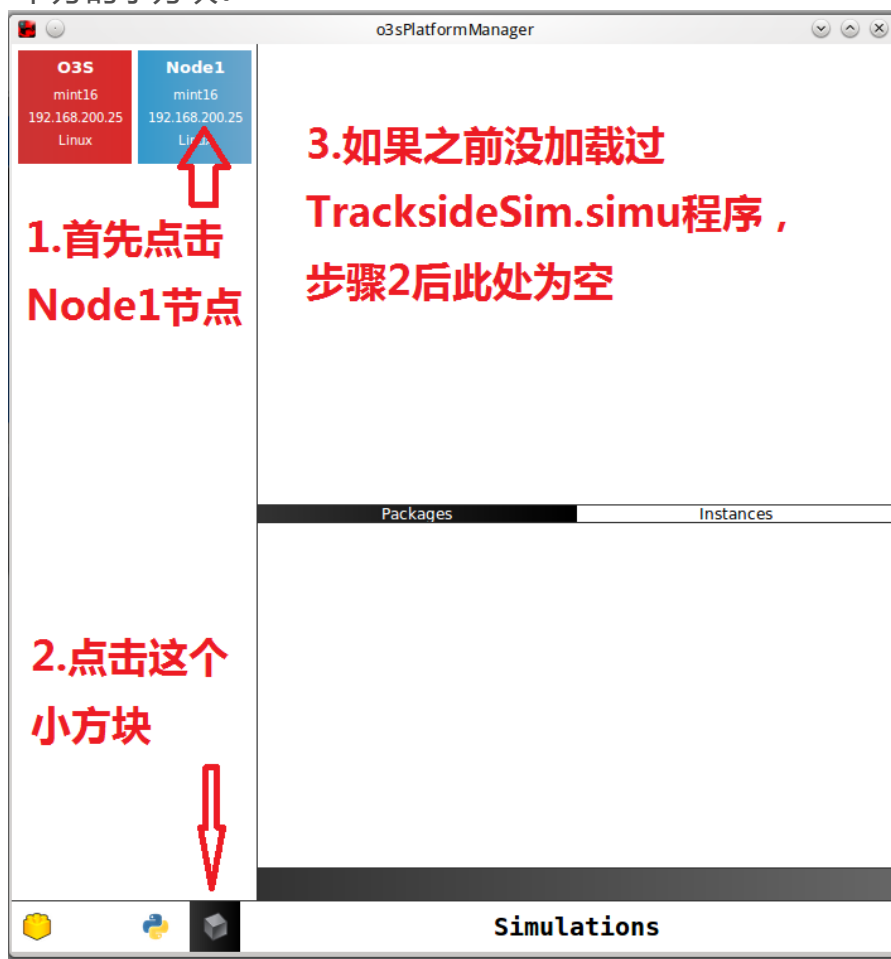 o3sPlatformManager
O3S
mint16
192.168.200.25
Linux
Node1
mint16
192.168.200.25
1.首先点击
Node1节点
3.如果之前没加载过
TracksideSim.simu程序，
步骤2后此处为空
Packages
Instances
2.点击这个
小方块
Simulations